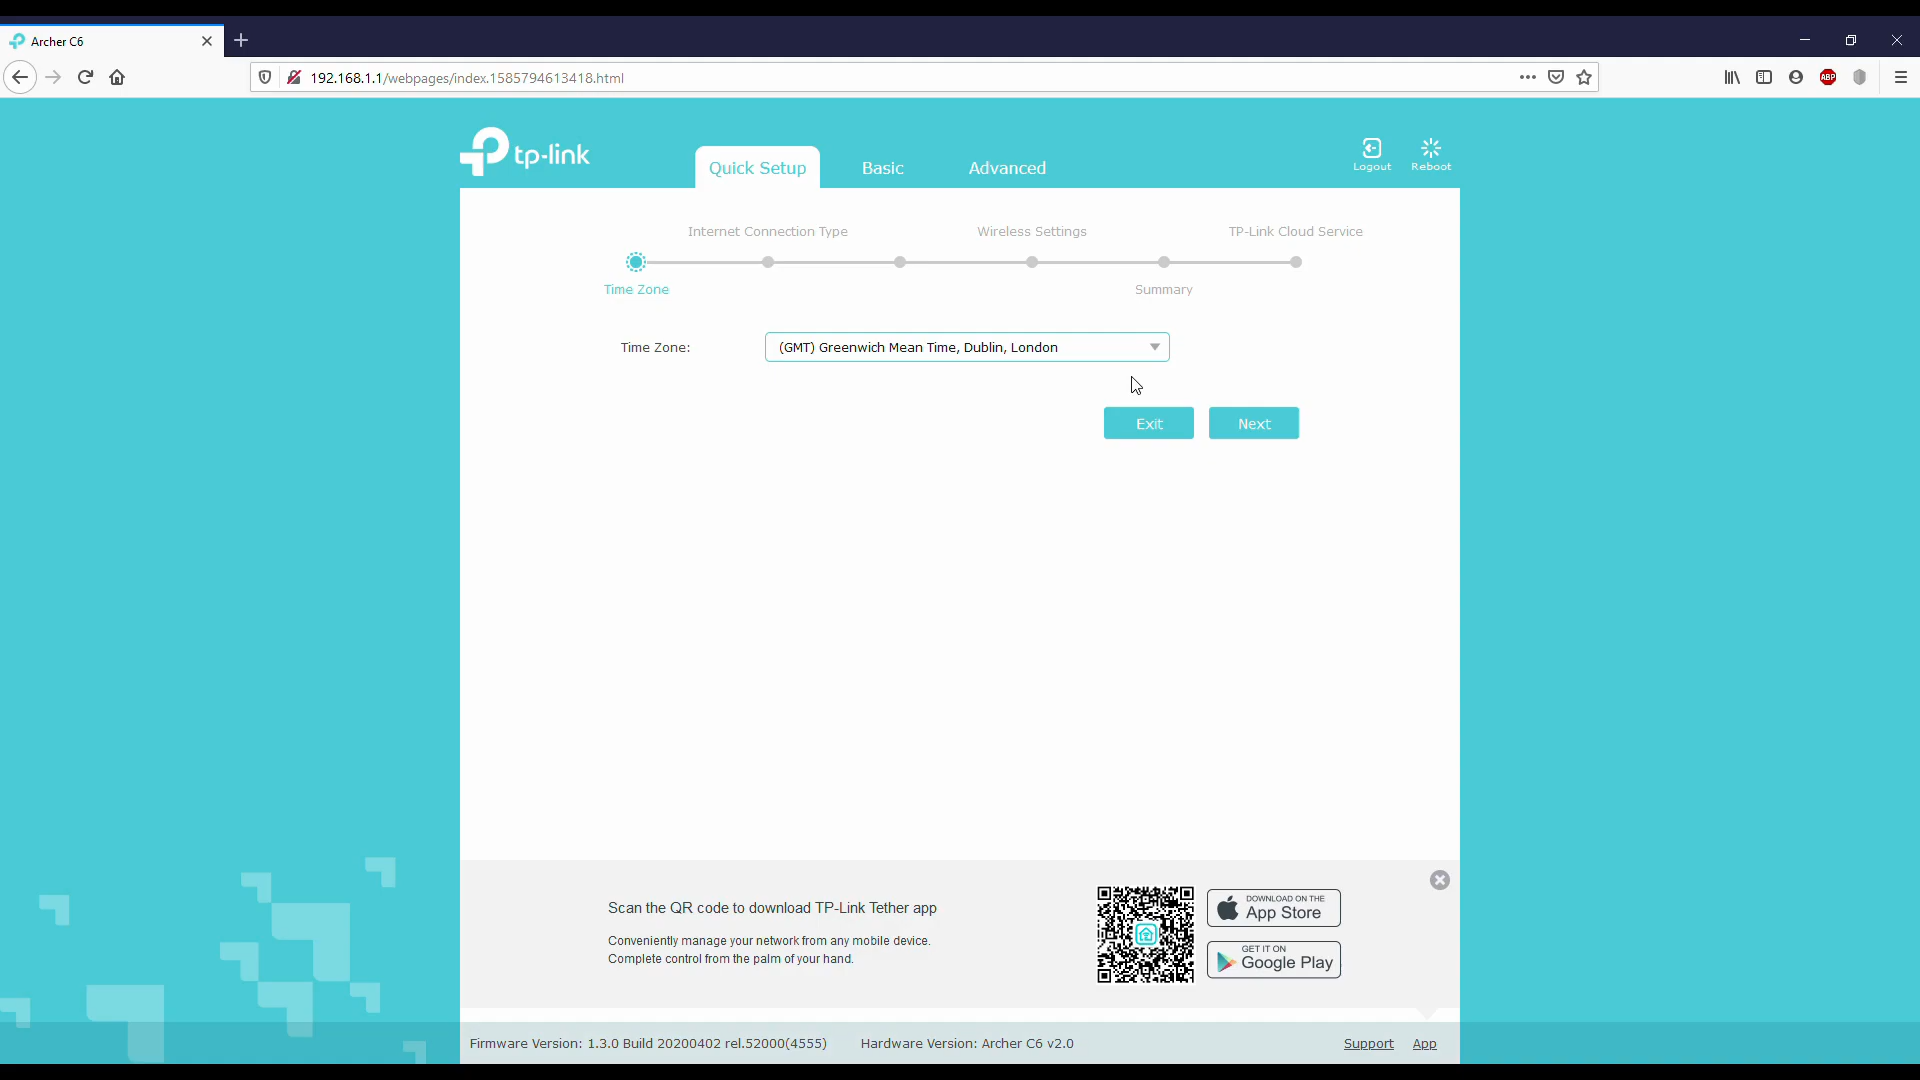 Archer C6
192.168.1.1/webpages/index.1585794613418.html
ABP
tp-link
Quick Setup
Basic
Advanced
Logout
Reboot
Internet Connection Type
Wireless Settings
TP-Link Cloud Service
Time Zone
Summary
Time Zone:
(GMT) Greenwich Mean Time, Dublin, London
Exit
Next
Scan the QR code to download TP-Link Tether app
Conveniently manage your network from any mobile device.
Complete control from the palm of your hand.
DOWNLOAD ON THE
App Store
GET IT ON
Google Play
Firmware Version: 1.3.0 Build 20200402 rel.52000(4555)
Hardware Version: Archer C6 v2.0
Support
App